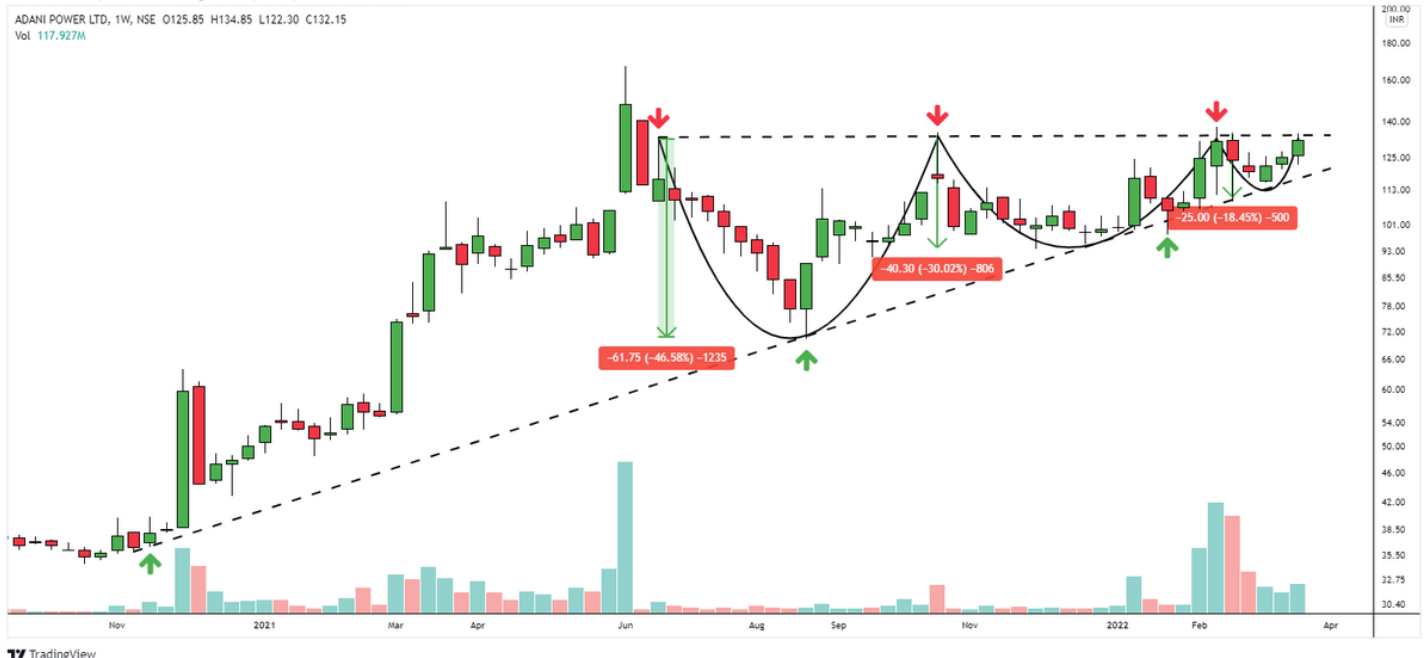 ADANI POWER LTD, 1W, NSE O125.85 H134.85 L122.30 C132.15
Vol 117.927M
200.00
INR
180.00
160.00
140.00
125.00
113.00
101.00
93.00
85.50
78.00
72.00
66.00
60.00
54.00
50.00
46.00
42.00
38.50
35.50
32.75
30.40
−25.00 (−18.45%) −500
−40.30 (−30.02%) −806
−61.75 (−46.58%) −1235
Nov 2021 Mar Apr Jun Aug Sep Nov 2022 Feb Apr
TradingView